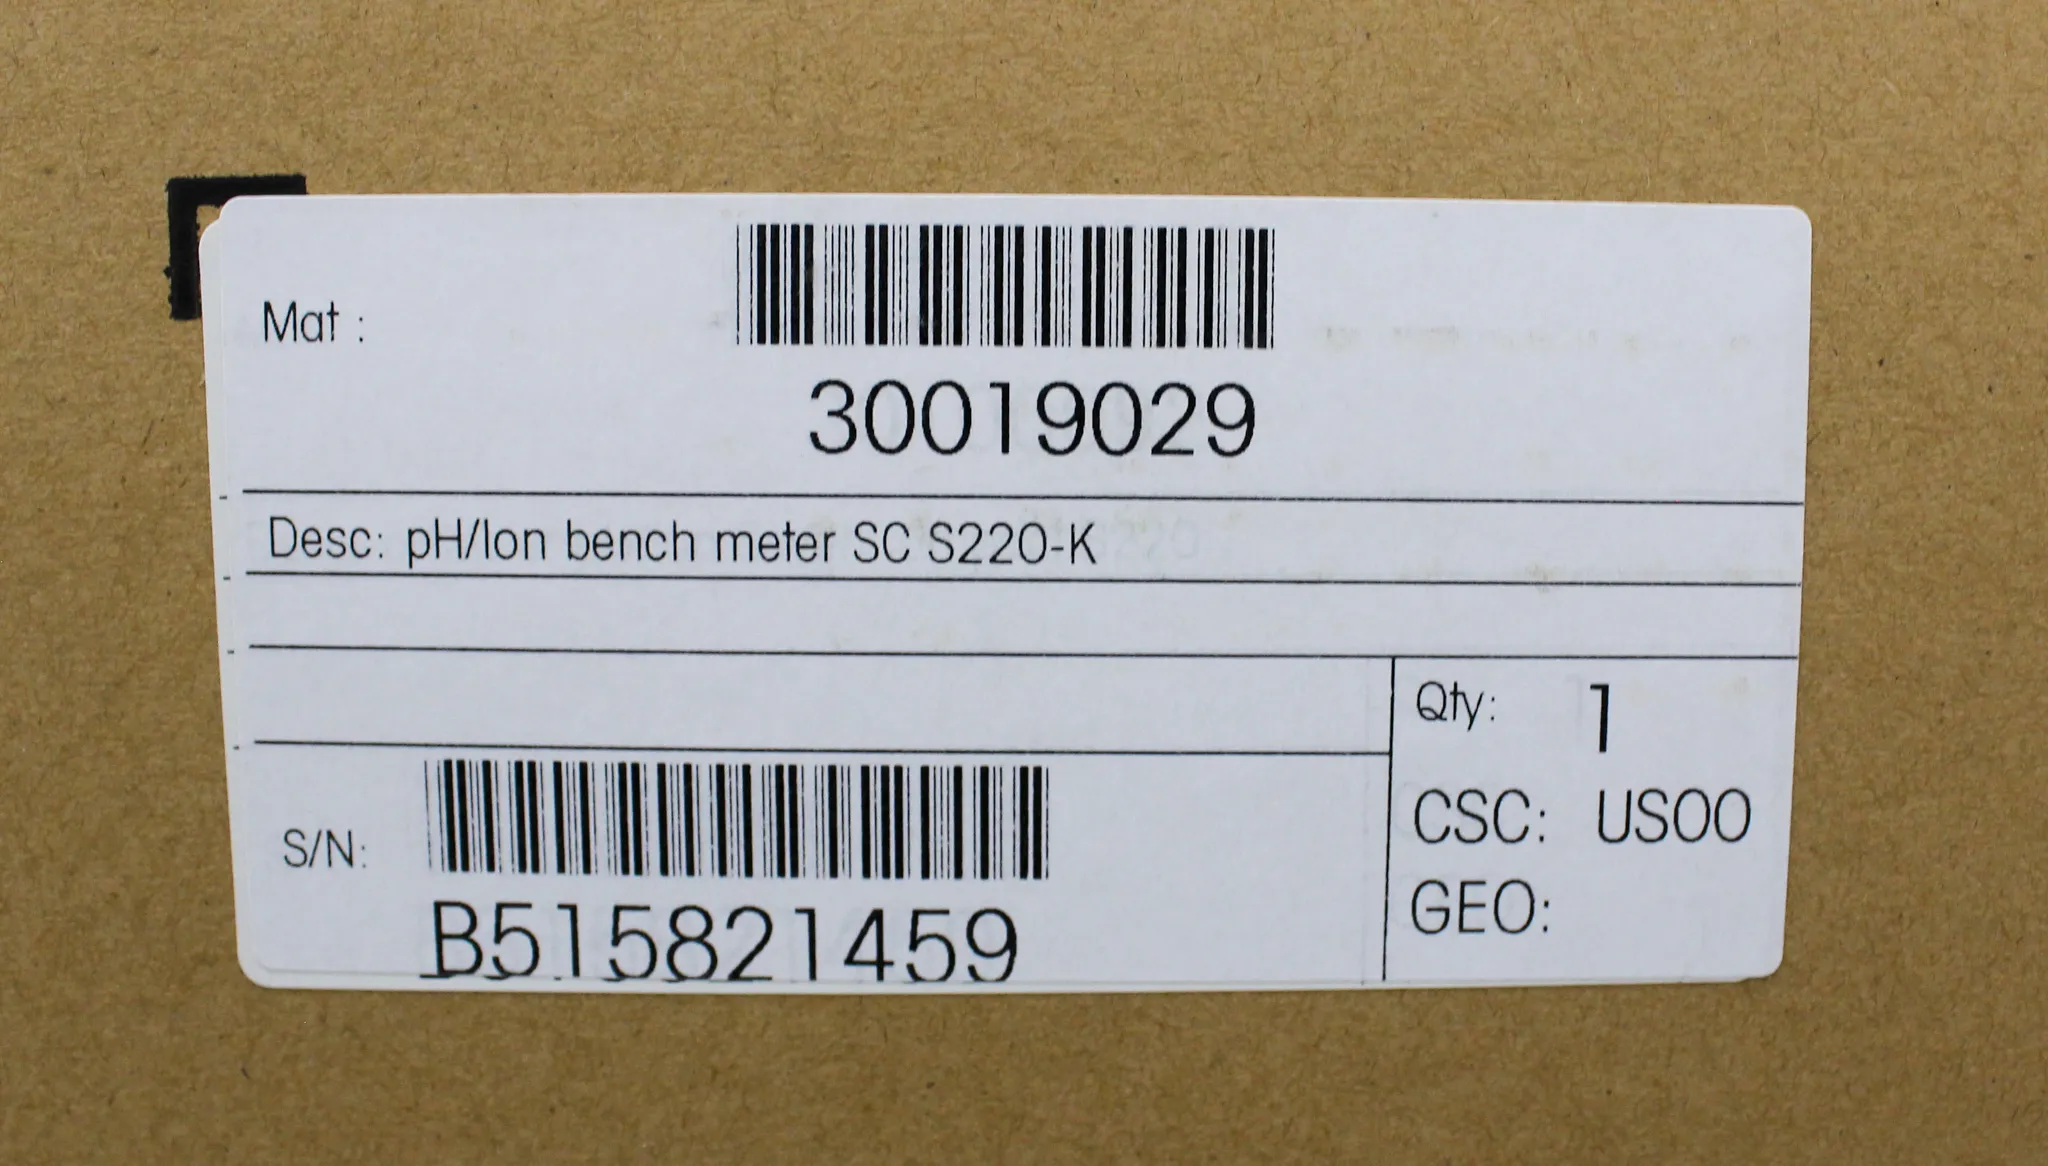 Mat :
30019029
Desc: pH/Ion bench meter SC S220-K
Qty: 1
CSC: US00
GEO:
S/N:
B515821459